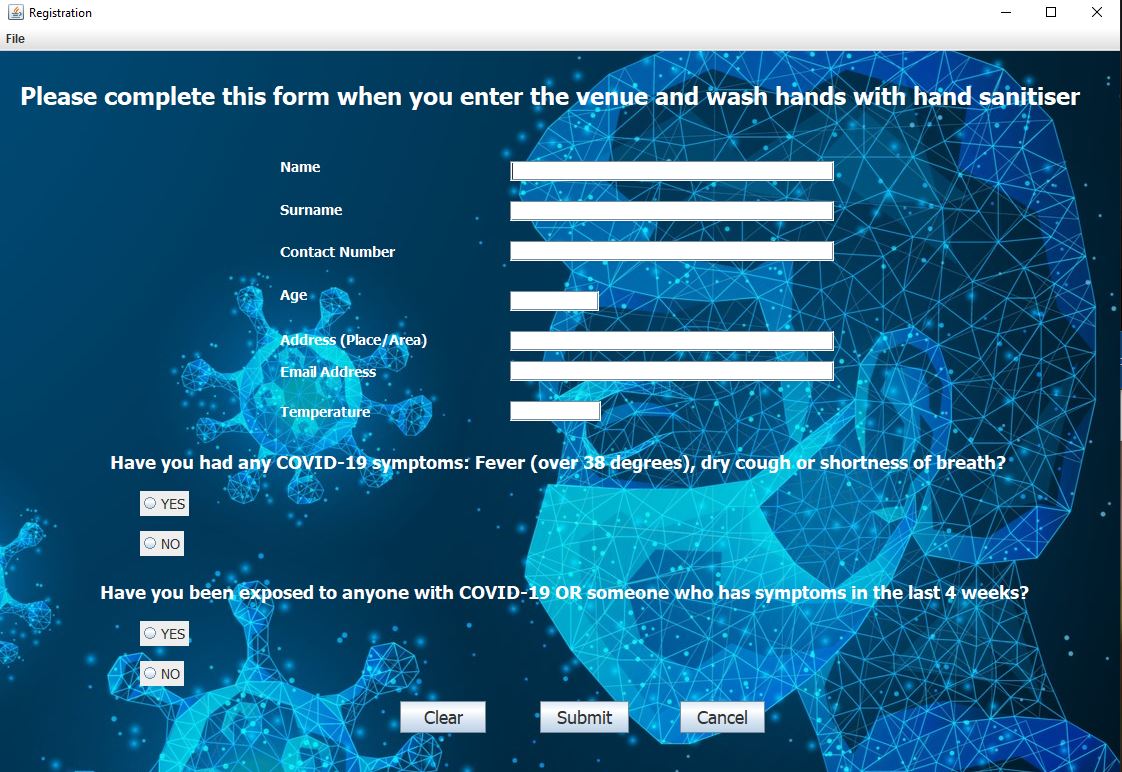 Registration
File
Please complete this form when you enter the venue and wash hands with hand sanitiser
Name
Surname
Contact Number
Age
Address (Place/Area)
Email Address
Temperature
Have you had any COVID-19 symptoms: Fever (over 38 degrees), dry cough or shortness of breath?
YES
NO
Have you been exposed to anyone with COVID-19 OR someone who has symptoms in the last 4 weeks?
YES
NO
Clear Submit Cancel